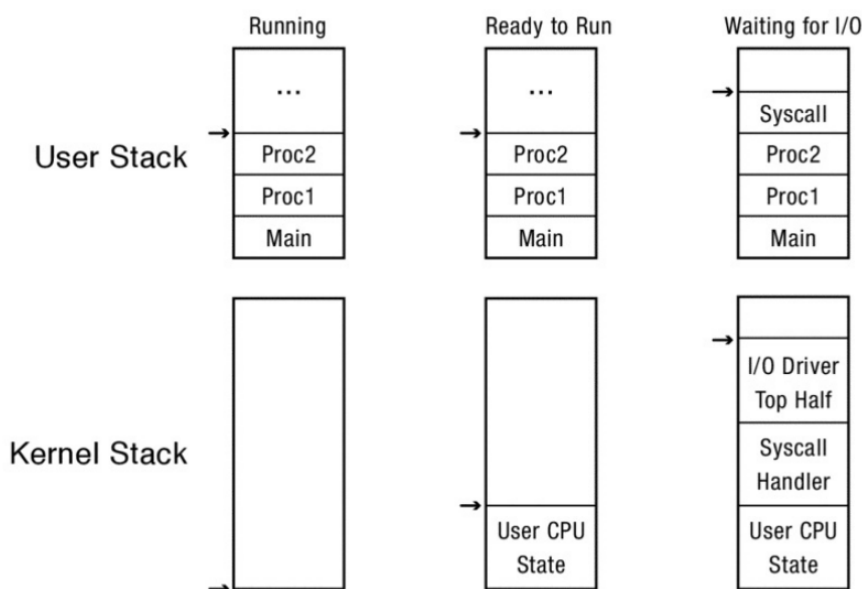 Running
Ready to Run
Waiting for I/O
User Stack
...
Proc2
Proc1
Main
...
Proc2
Proc1
Main
Syscall
Proc2
Proc1
Main
Kernel Stack
User CPU
State
I/O Driver
Top Half
Syscall
Handler
User CPU
State